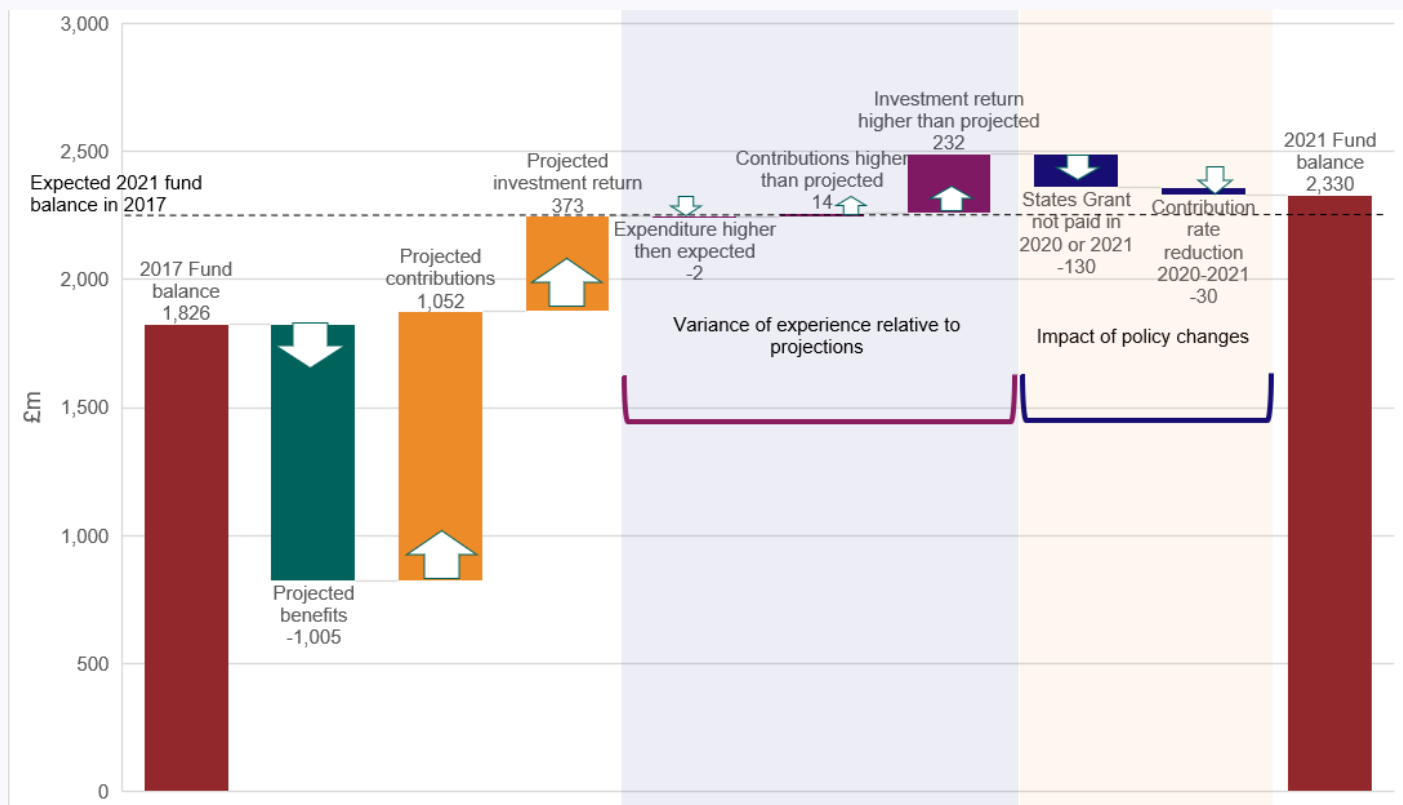 3,000
2,500
2,000
1,500
1,000
500
0
£m
Expected 2021 fund
balance in 2017
2017 Fund
balance
1,826
Projected
benefits
-1,005
Projected
contributions
1,052
Projected
investment return
373
Expenditure higher
then expected
-2
Contributions higher
than projected
14
Investment return
higher than projected
232
States Grant
not paid in
2020 or 2021
-130
Contribution
rate
reduction
2020-2021
-30
2021 Fund
balance
2,330
Variance of experience relative to
projections
Impact of policy changes